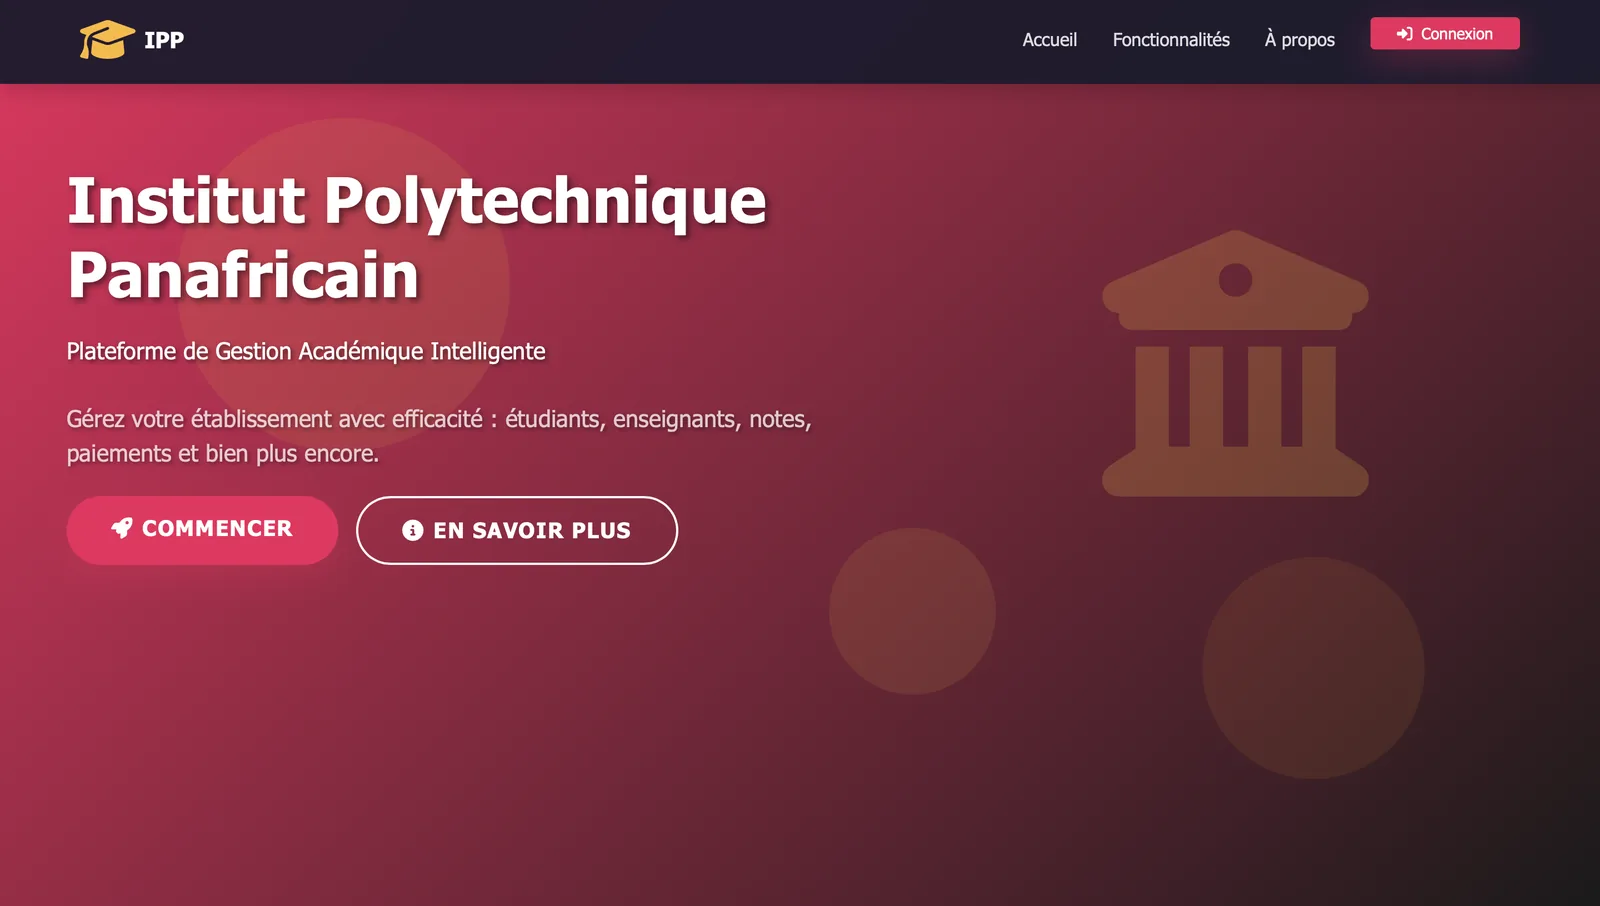 IPP
Accueil
Fonctionnalités
À propos
Connexion
Institut Polytechnique
Panafricain
Plateforme de Gestion Académique Intelligente
Gérez votre établissement avec efficacité : étudiants, enseignants, notes,
paiements et bien plus encore.
COMMENCER
EN SAVOIR PLUS